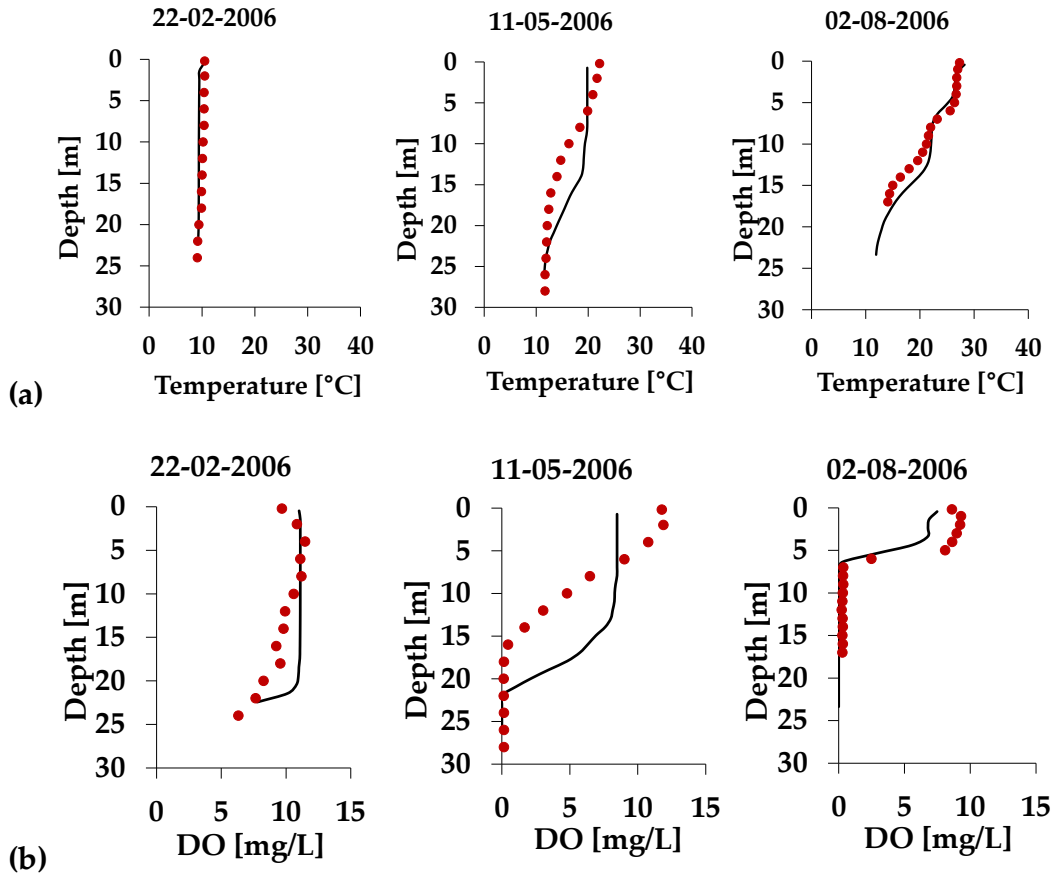 22-02-2006 11-05-2006 02-08-2006
0 0 0
5 5 5
10 10 10
15 15 15
20 20 20
25 25 25
30 30 30
Depth [m] Depth [m] Depth [m]
0 10 20 30 40 0 10 20 30 40 0 10 20 30 40
Temperature [°C] Temperature [°C] Temperature [°C]
(a)
22-02-2006 11-05-2006 02-08-2006
0 0 0
5 5 5
10 10 10
15 15 15
20 20 20
25 25 25
30 30 30
Depth [m] Depth [m] Depth [m]
0 5 10 15 0 5 10 15 0 5 10 15
DO [mg/L] DO [mg/L] DO [mg/L]
(b)